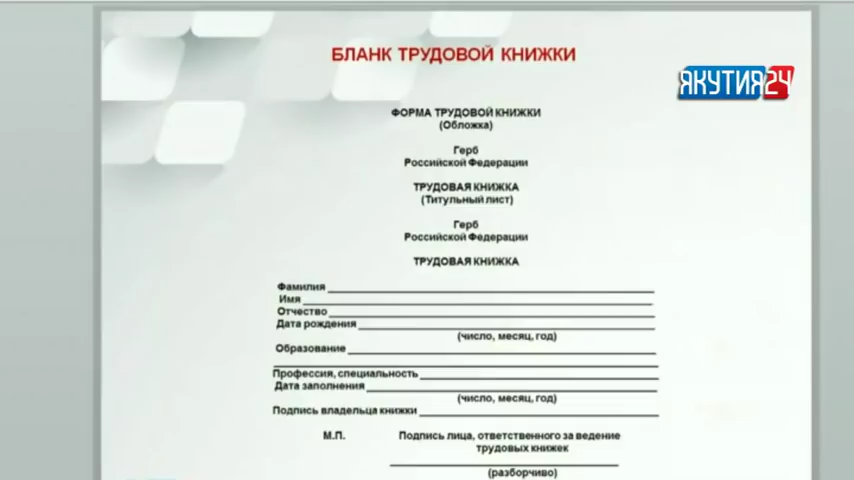 БЛАНК ТРУДОВОЙ КНИЖКИ
ЯКУТИЯ24
ФОРМА ТРУДОВОЙ КНИЖКИ
(Обложка)
Герб
Российской Федерации
ТРУДОВАЯ КНИЖКА
(Титульный лист)
Герб
Российской Федерации
ТРУДОВАЯ КНИЖКА
Фамилия
Имя
Отчество
Дата рождения
(число, месяц, год)
Образование
Профессия, специальность
Дата заполнения
(число, месяц, год)
Подпись владельца книжки
М.П. Подпись лица, ответственного за ведение
трудовых книжек
(разборчиво)